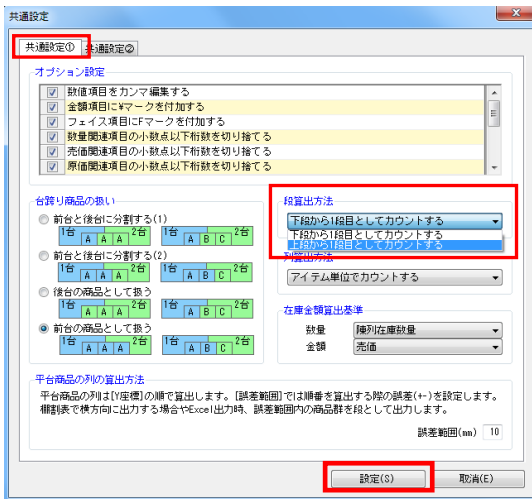 共通設定
共通設定① 共通設定②
オプション設定
数値項目をカンマ編集する
金額項目に¥マークを付加する
フェイス項目にFマークを付加する
数量関連項目の小数点以下桁数を切り捨てる
売価関連項目の小数点以下桁数を切り捨てる
原価関連項目の小数点以下桁数を切り捨てる
台跨り商品の扱い
前台と後台に分割する(1)
1台 A A A 2台 1台 A B C 2台
前台と後台に分割する(2)
1台 A A A 2台 1台 A B C 2台
後台の商品として扱う
1台 A A A 2台 1台 A B C 2台
前台の商品として扱う
1台 A A A 2台 1台 A B C 2台
段算出方法
下段から1段目としてカウントする
下段から1段目としてカウントする
上段から1段目としてカウントする
列算出方法
アイテム単位でカウントする
在庫金額算出基準
数量 陳列在庫数量
金額 売価
平台商品の列の算出方法
平台商品の列は[Y座標]の順で算出します。[誤差範囲]では順番を算出する際の誤差(+-)を設定します。
棚割表で横方向に出力する場合やExcel出力時、誤差範囲内の商品群を段として出力します。
誤差範囲(mm) 10
設定(S) 取消(E)